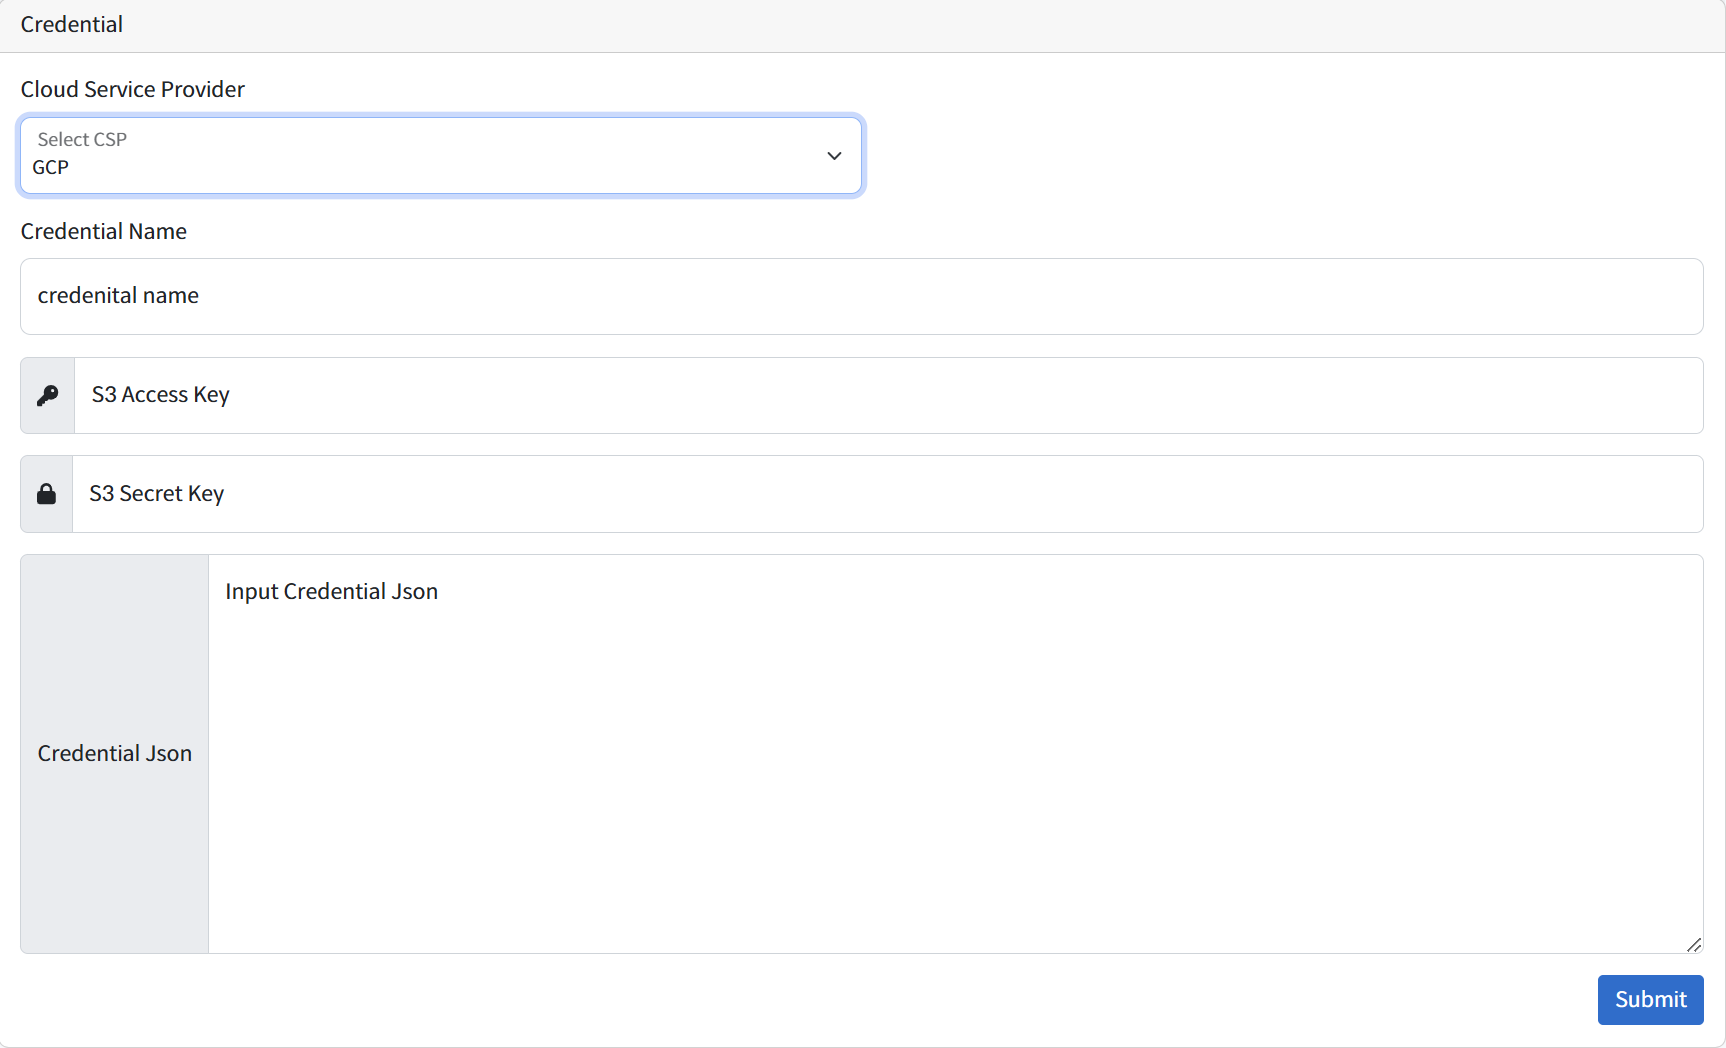 Credential
Cloud Service Provider
Select CSP
GCP
Credential Name
credenital name
S3 Access Key
S3 Secret Key
Credential Json
Input Credential Json
Submit